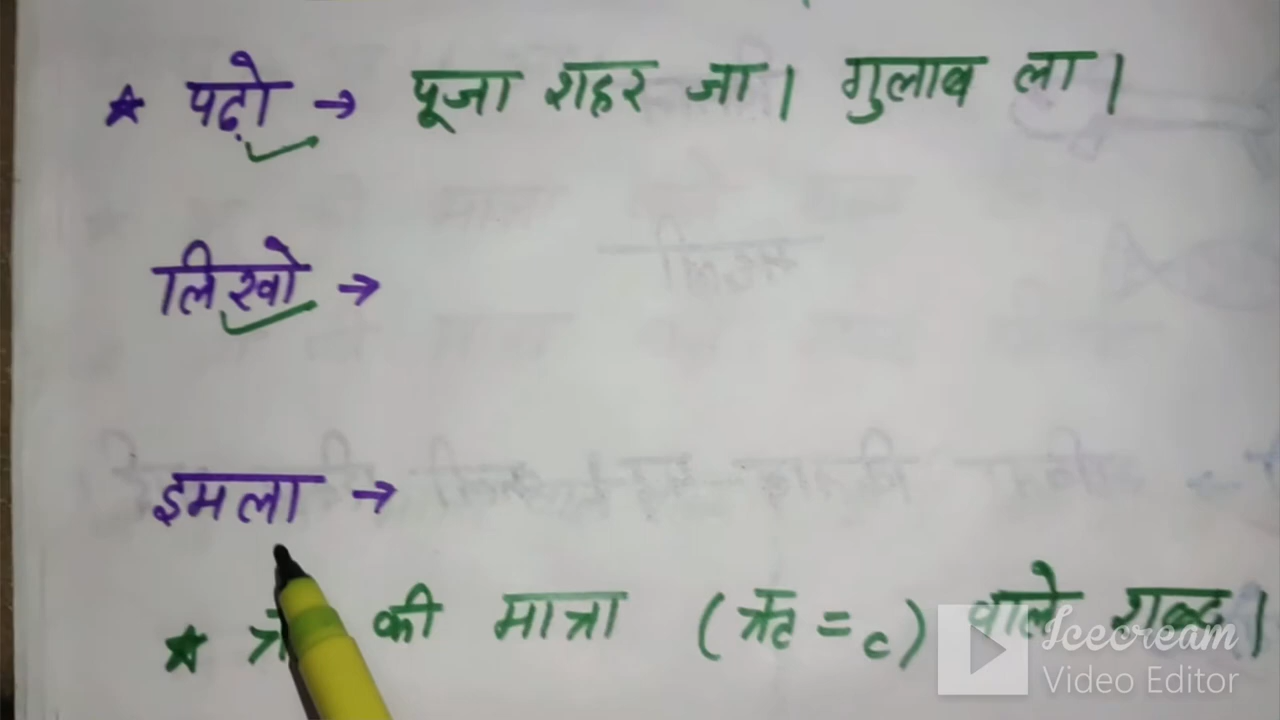 ★ पढ़ो → पूजा शहर जा। गुलाब ला।
लिखो →
इमला →
★ की मात्रा (ऋ = ृ) वाले शब्द।
Icecream
Video Editor